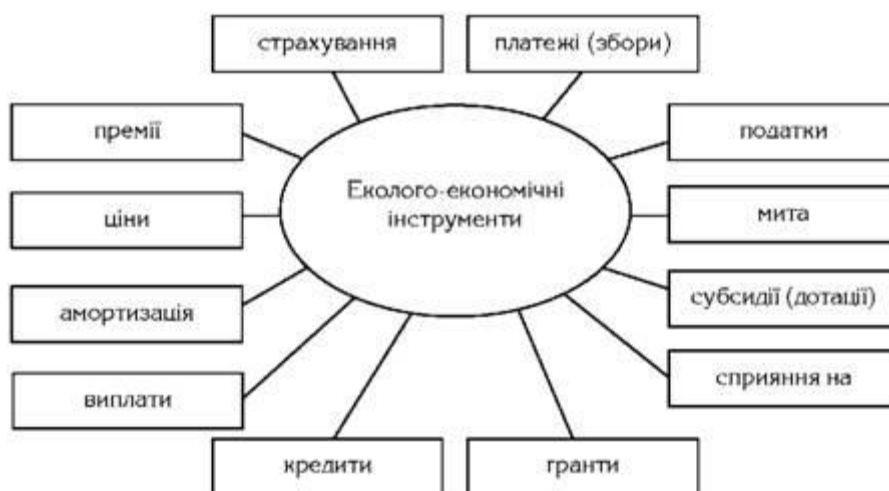 страхування
платежі (збори)
премії
податки
Еколого-економічні
інструменти
ціни
мита
амортизація
субсидії (дотації)
виплати
сприяння на
кредити
гранти